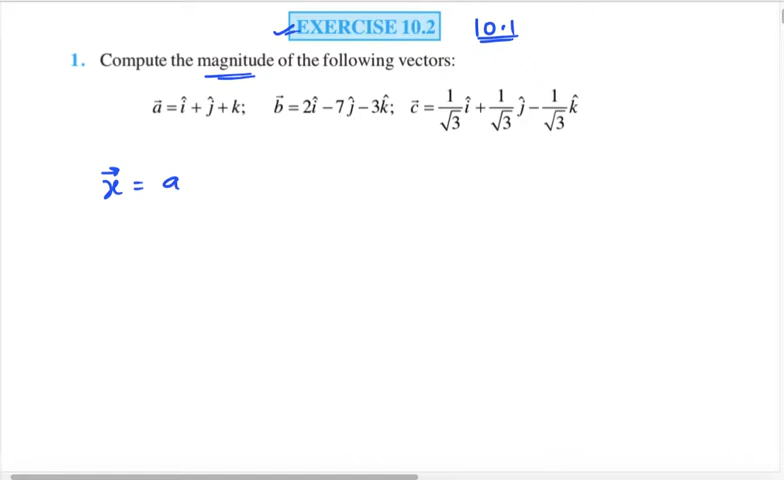 EXERCISE 10.2 10.1
1. Compute the magnitude of the following vectors:
a⃗ = î + ĵ + k; b⃗ = 2î − 7ĵ − 3k̂; c⃗ = 1/√3 î + 1/√3 ĵ − 1/√3 k̂
x⃗ = a